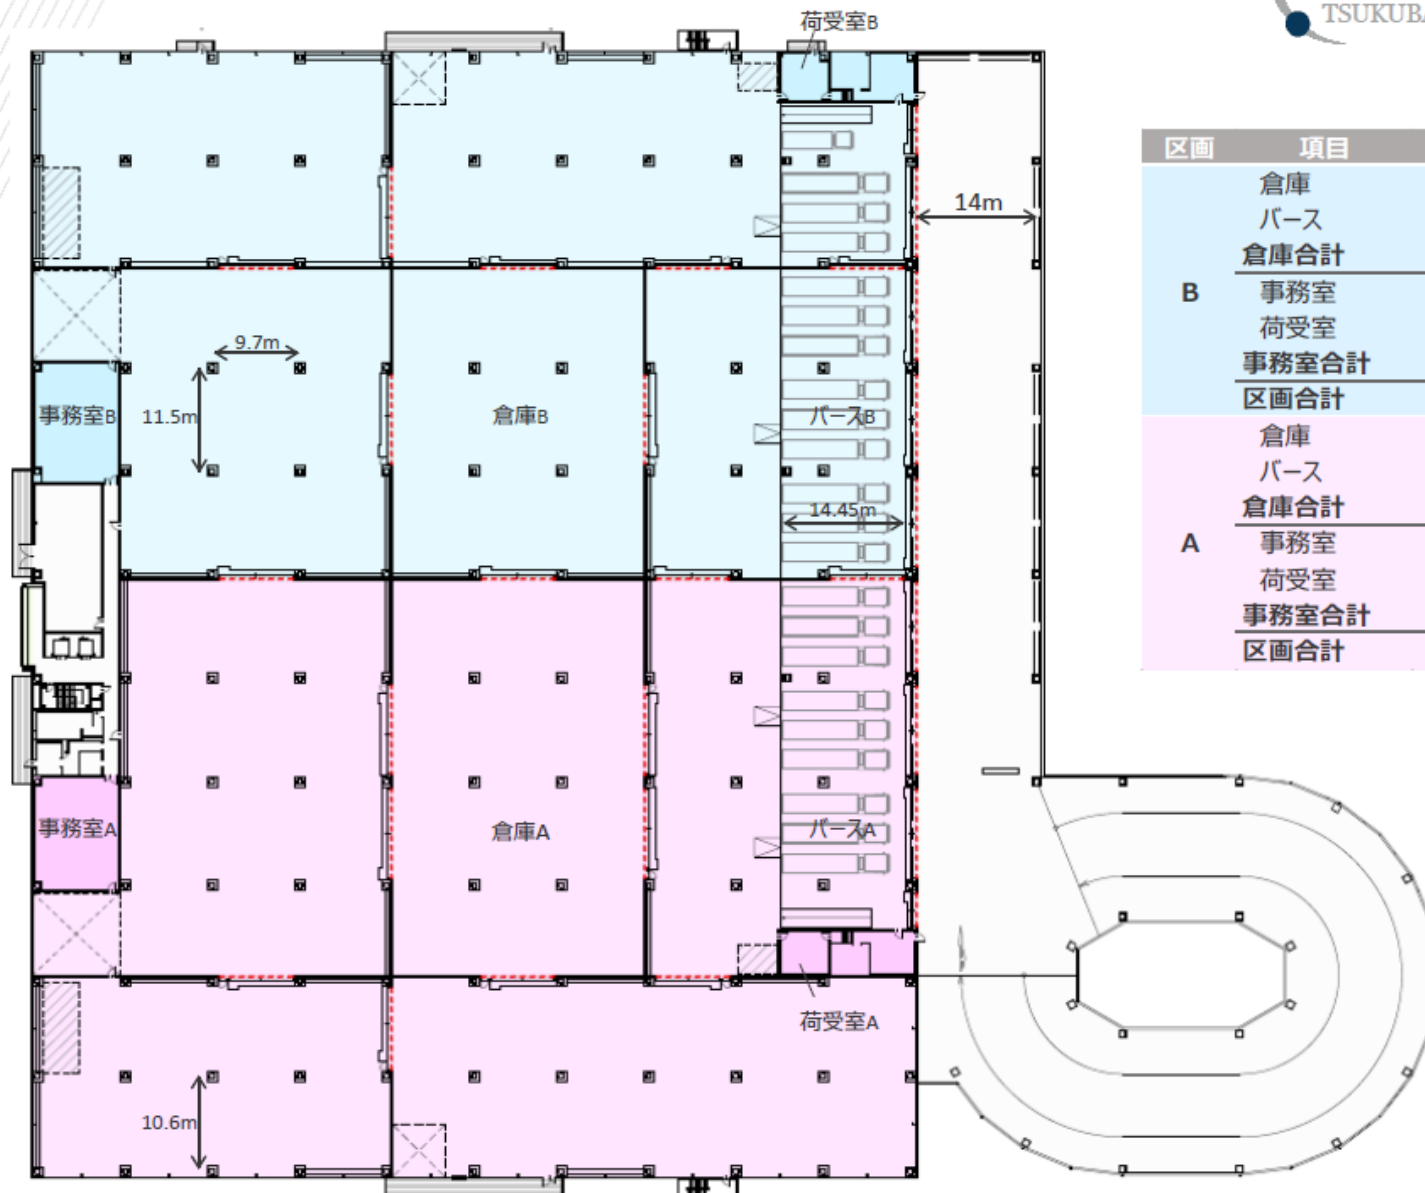 荷受室B
TSUKUBA
区画 項目
倉庫
バース
倉庫合計
B 事務室
荷受室
事務室合計
区画合計
倉庫
バース
倉庫合計
A 事務室
荷受室
事務室合計
区画合計
14m
9.7m
11.5m
事務室B
倉庫B
バースB
14.45m
事務室A
倉庫A
バースA
荷受室A
10.6m